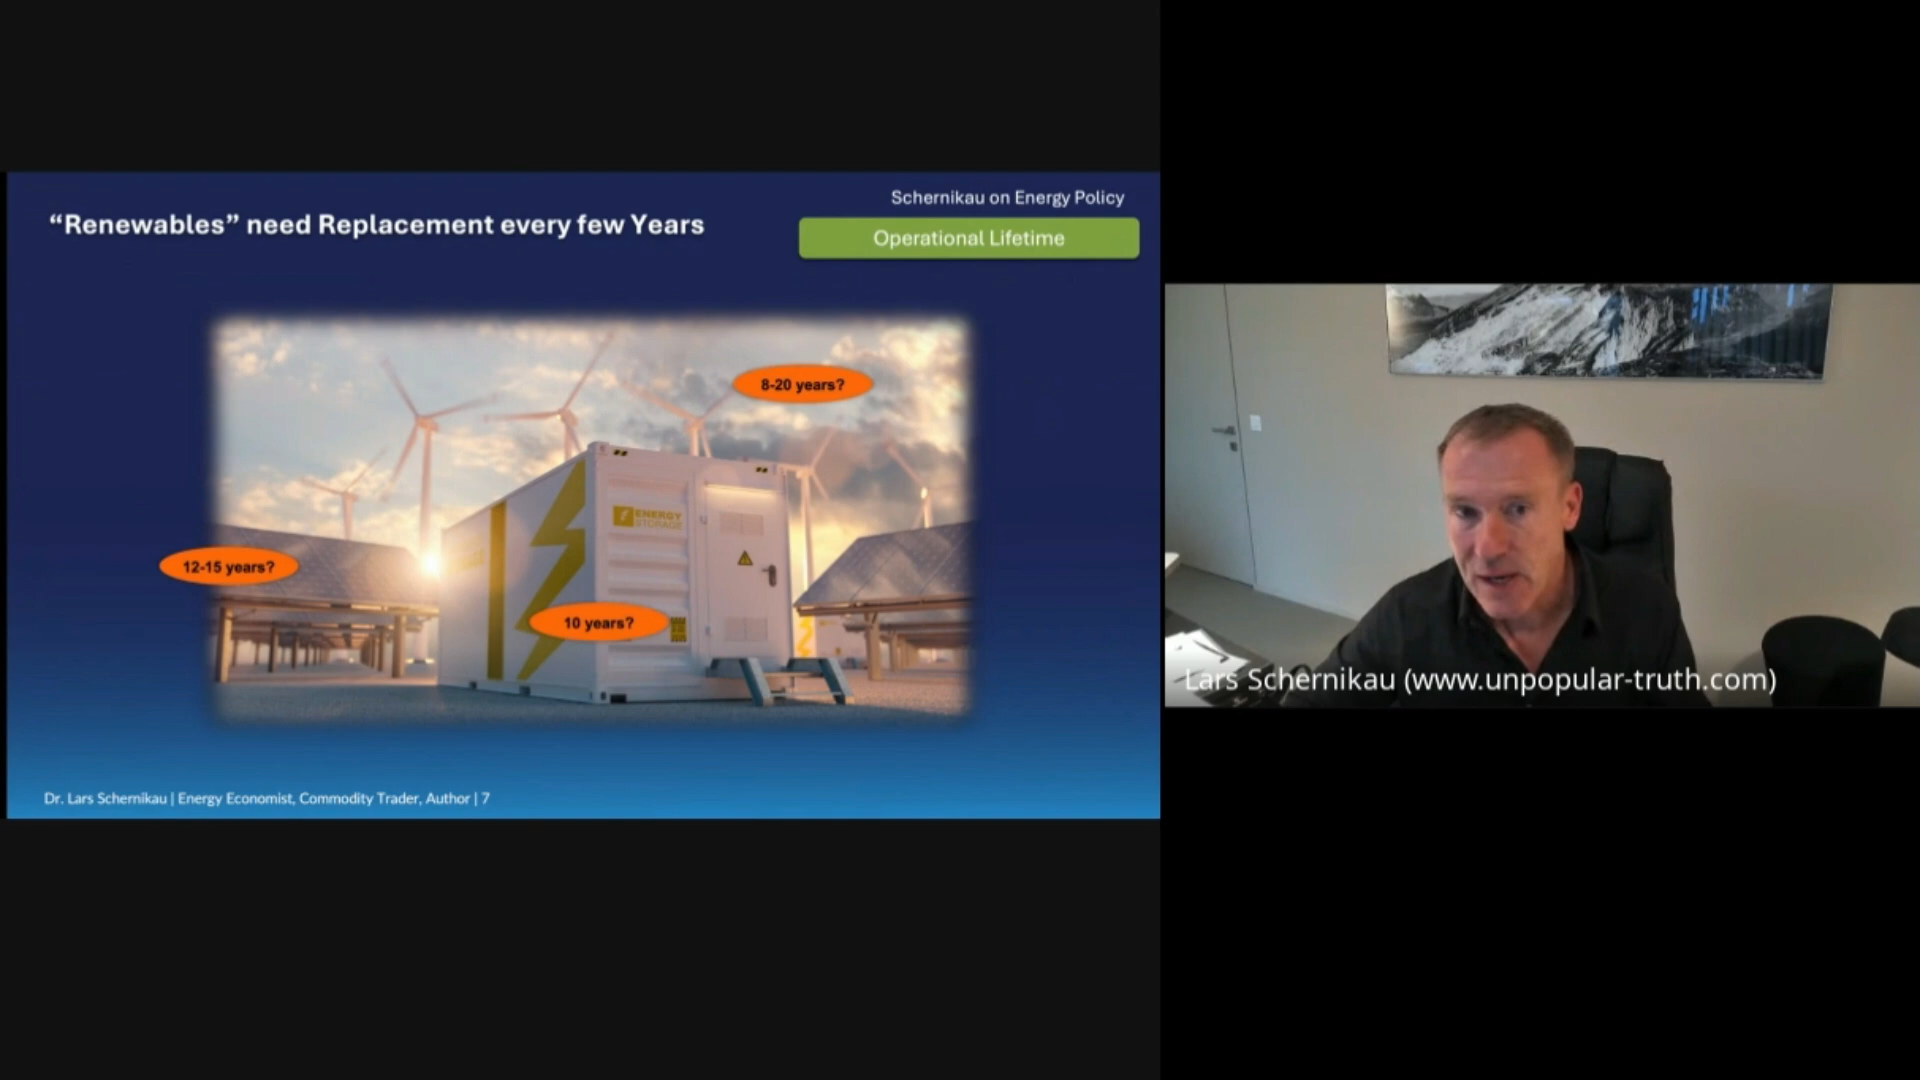 Schernikau on Energy Policy
“Renewables” need Replacement every few Years
Operational Lifetime
8-20 years?
ENERGY
STORAGE
12-15 years?
10 years?
Dr. Lars Schernikau | Energy Economist, Commodity Trader, Author | 7
Lars Schernikau (www.unpopular-truth.com)